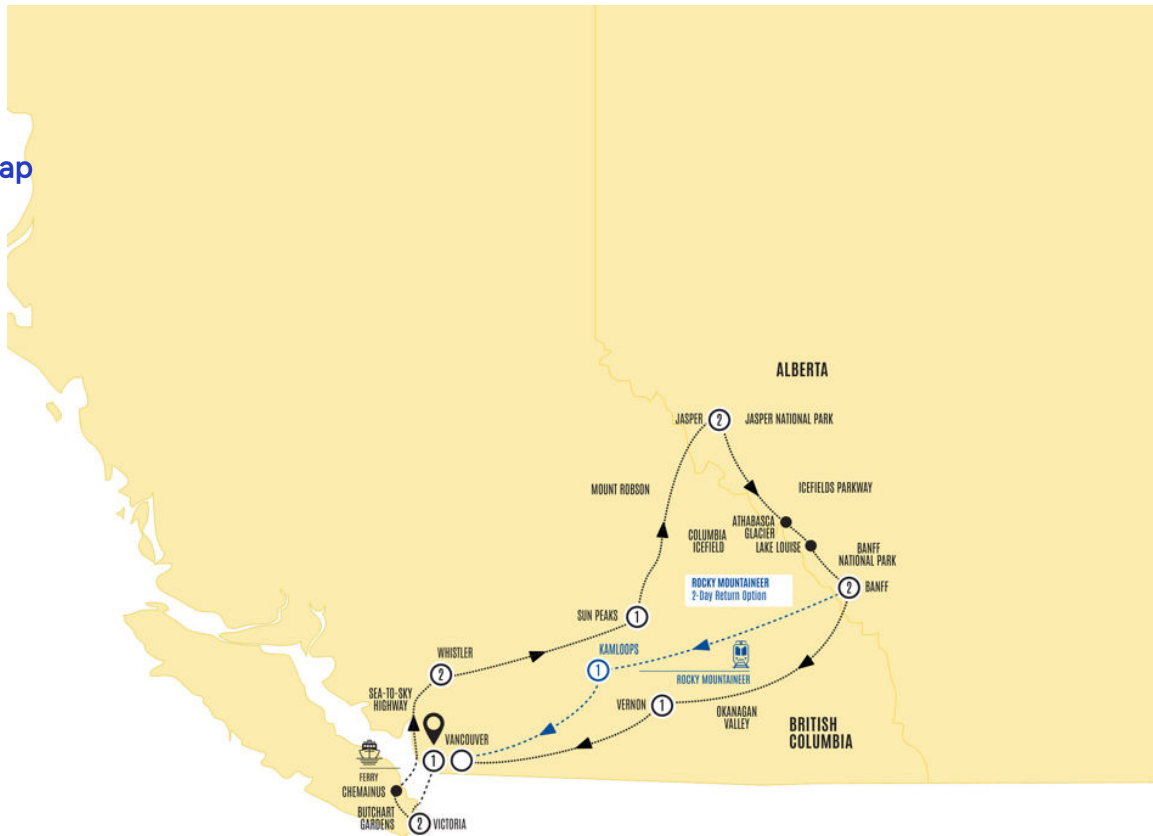 ap
ALBERTA
JASPER
2
JASPER NATIONAL PARK
MOUNT ROBSON
ICEFIELDS PARKWAY
ATHABASCA
GLACIER
COLUMBIA
ICEFIELD
LAKE LOUISE
BANFF
NATIONAL PARK
ROCKY MOUNTAINEER
2-Day Return Option
2
BANFF
SUN PEAKS
1
WHISTLER
2
KAMLOOPS
1
ROCKY MOUNTAINEER
SEA-TO-SKY
HIGHWAY
VERNON
1
OKANAGAN
VALLEY
BRITISH
COLUMBIA
VANCOUVER
1
FERRY
CHEMAINUS
BUTCHART
GARDENS
2
VICTORIA